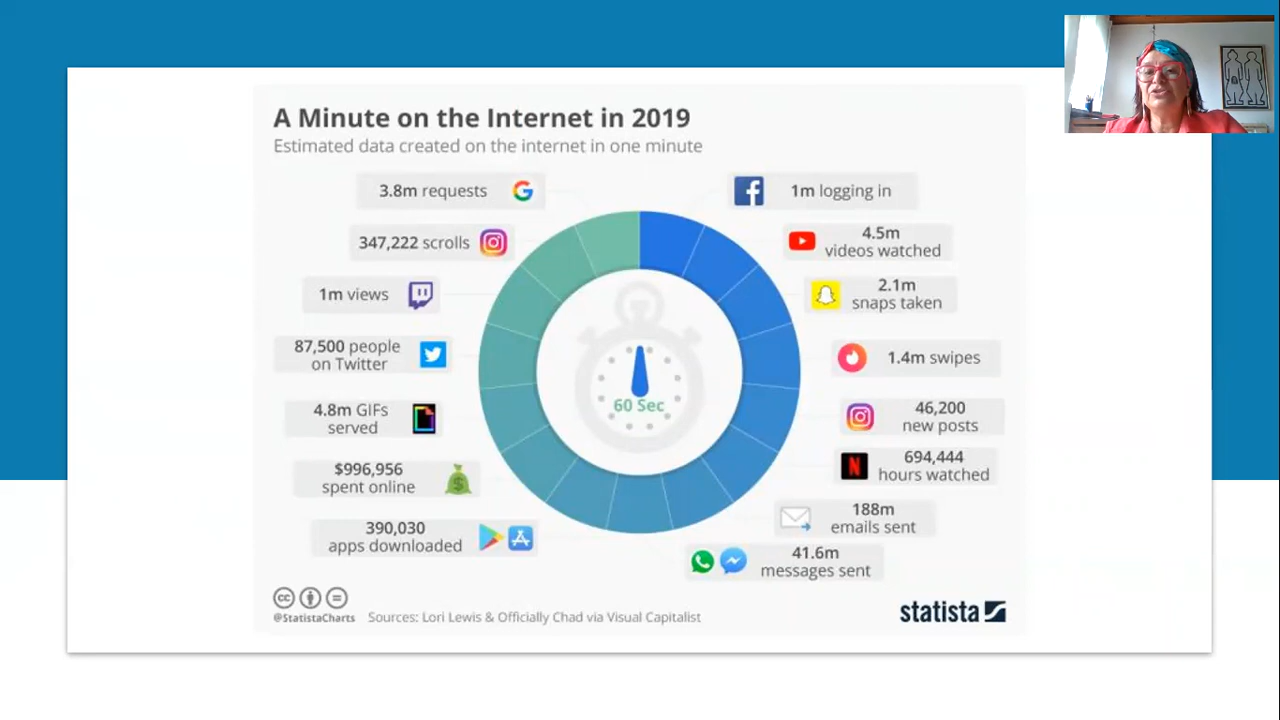 A Minute on the Internet in 2019
Estimated data created on the internet in one minute
3.8m requests
347,222 scrolls
1m views
87,500 people
on Twitter
4.8m GIFs
served
$996,956
spent online
390,030
apps downloaded
1m logging in
4.5m
videos watched
2.1m
snaps taken
1.4m swipes
46,200
new posts
694,444
hours watched
188m
emails sent
41.6m
messages sent
60 Sec
@StatistaCharts
Sources: Lori Lewis & Officially Chad via Visual Capitalist
statista